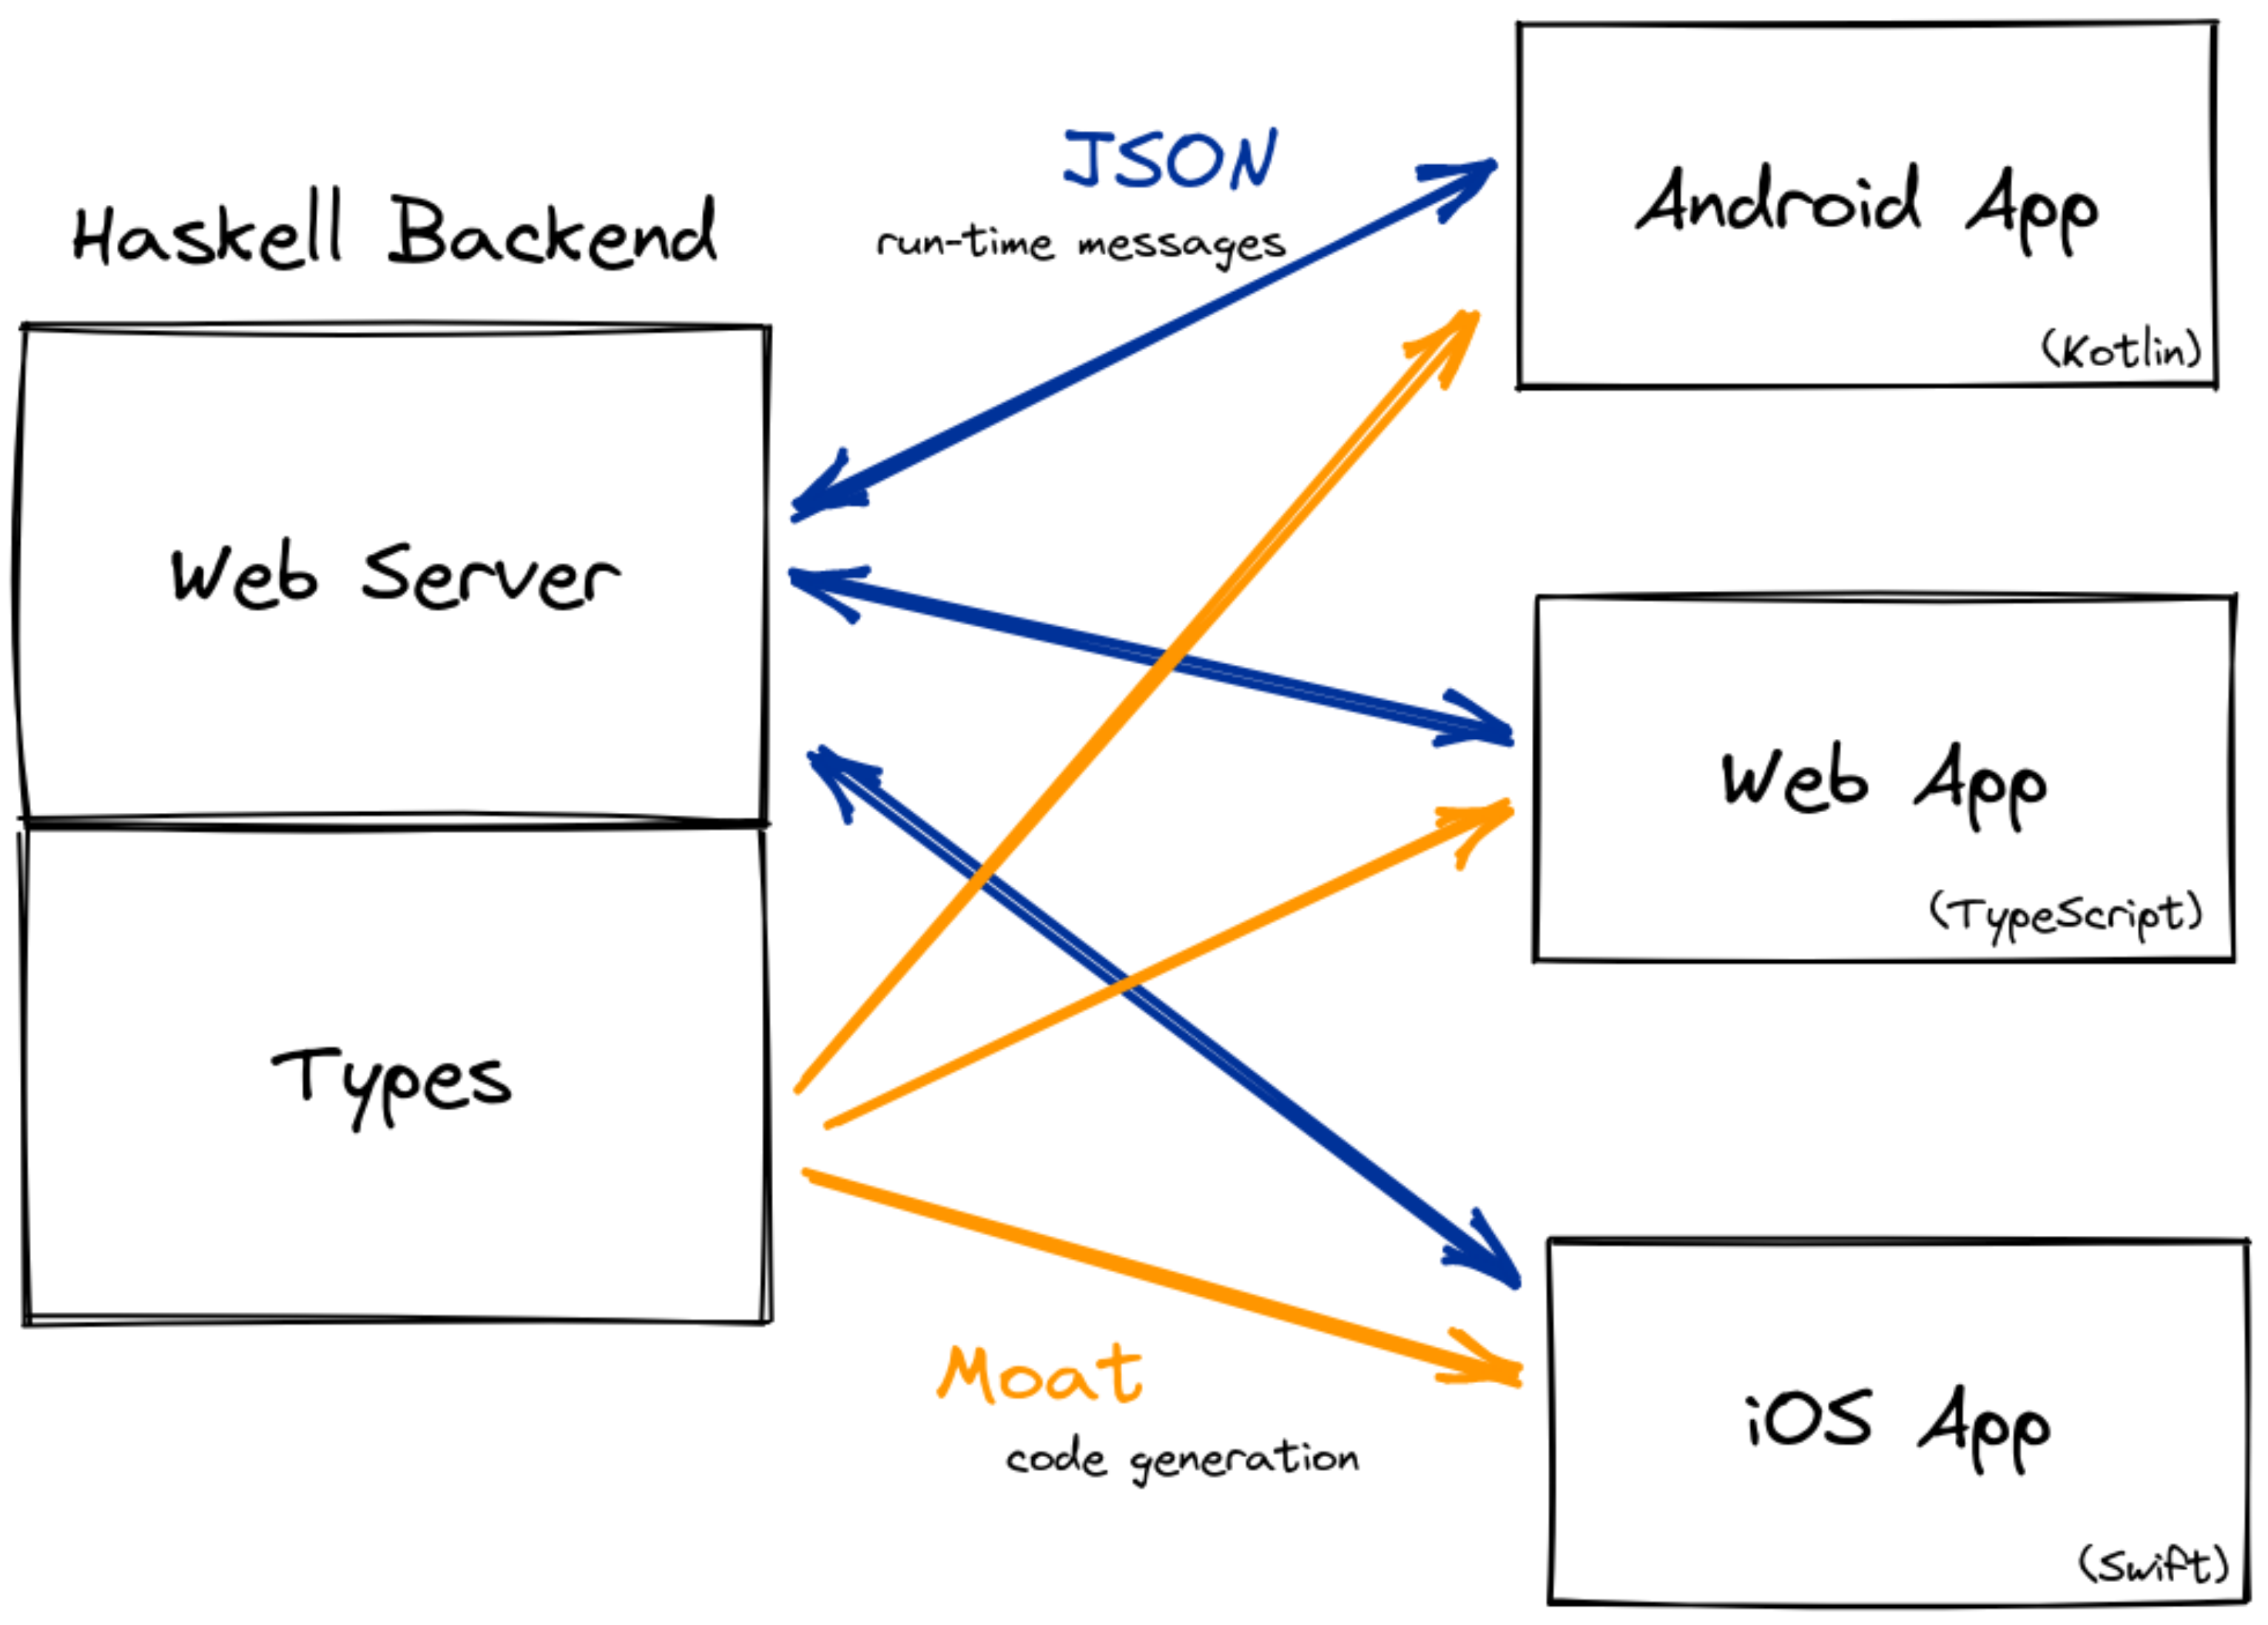 Haskell Backend
Web Server
Types
JSON
run-time messages
Moat
code generation
Android App
(Kotlin)
Web App
(TypeScript)
iOS App
(Swift)